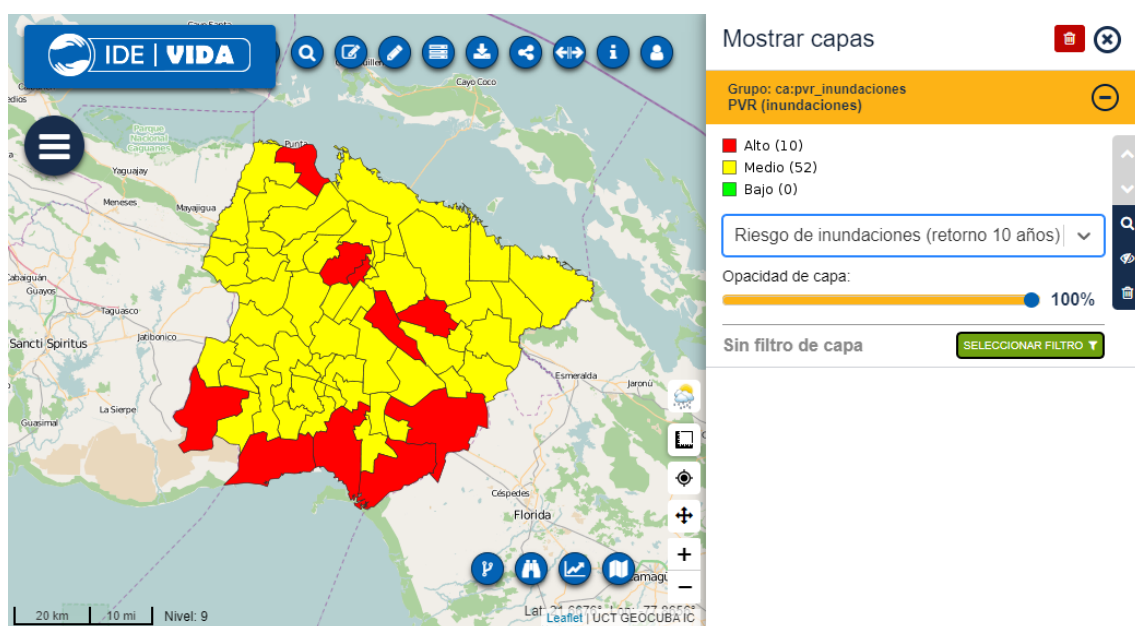 IDE | VIDA
Cayo Coco
Punta
Parque
Nacional
Caguanes
Yaguajay
Meneses
Mayajigua
Guayos
Taguasco
Sancti Spiritus
Jatibonico
La Sierpe
Guasimal
Esmeralda
Jaronú
Céspedes
Florida
20 km
10 mi
Nivel: 9
Leaflet | UCT GEOCUBA IC
Mostrar capas
Grupo: ca:pvr_inundaciones
PVR (inundaciones)
Alto (10)
Medio (52)
Bajo (0)
Riesgo de inundaciones (retorno 10 años)
Opacidad de capa:
100%
Sin filtro de capa
SELECCIONAR FILTRO